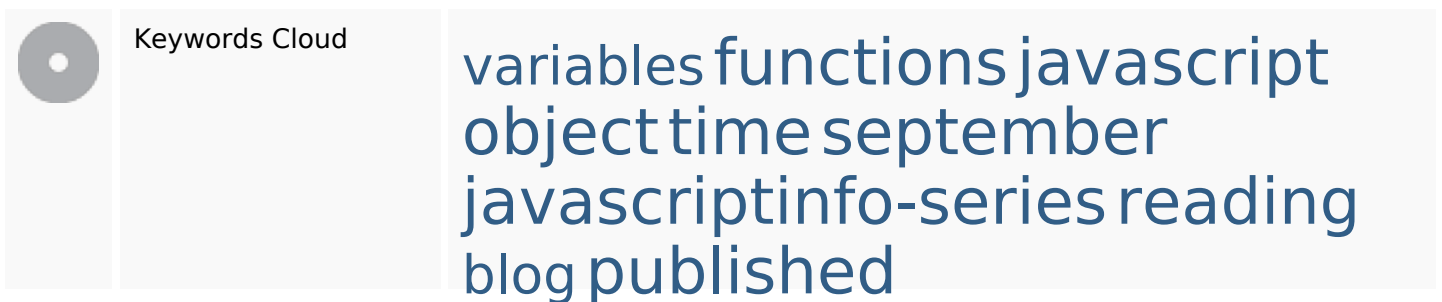 Keywords Cloud
variables functions javascript
object time september
javascriptinfo-series reading
blog published